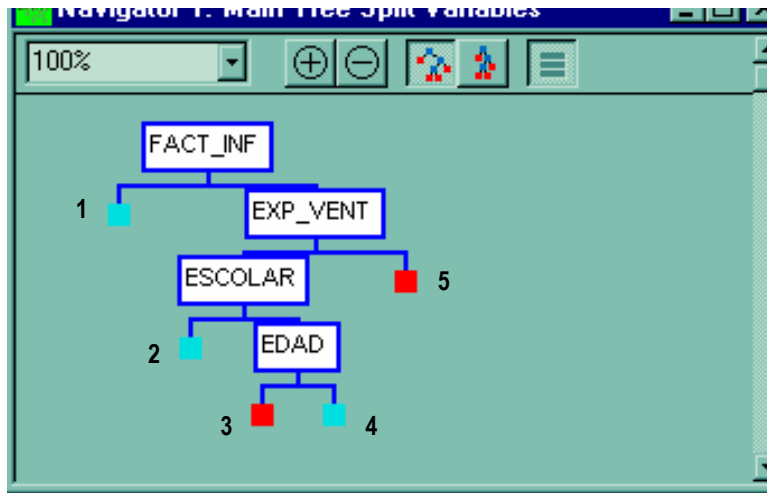 Navigator 1: Main Tree Split Variables
100%
FACT_INF
1
EXP_VENT
ESCOLAR
5
2
EDAD
3
4